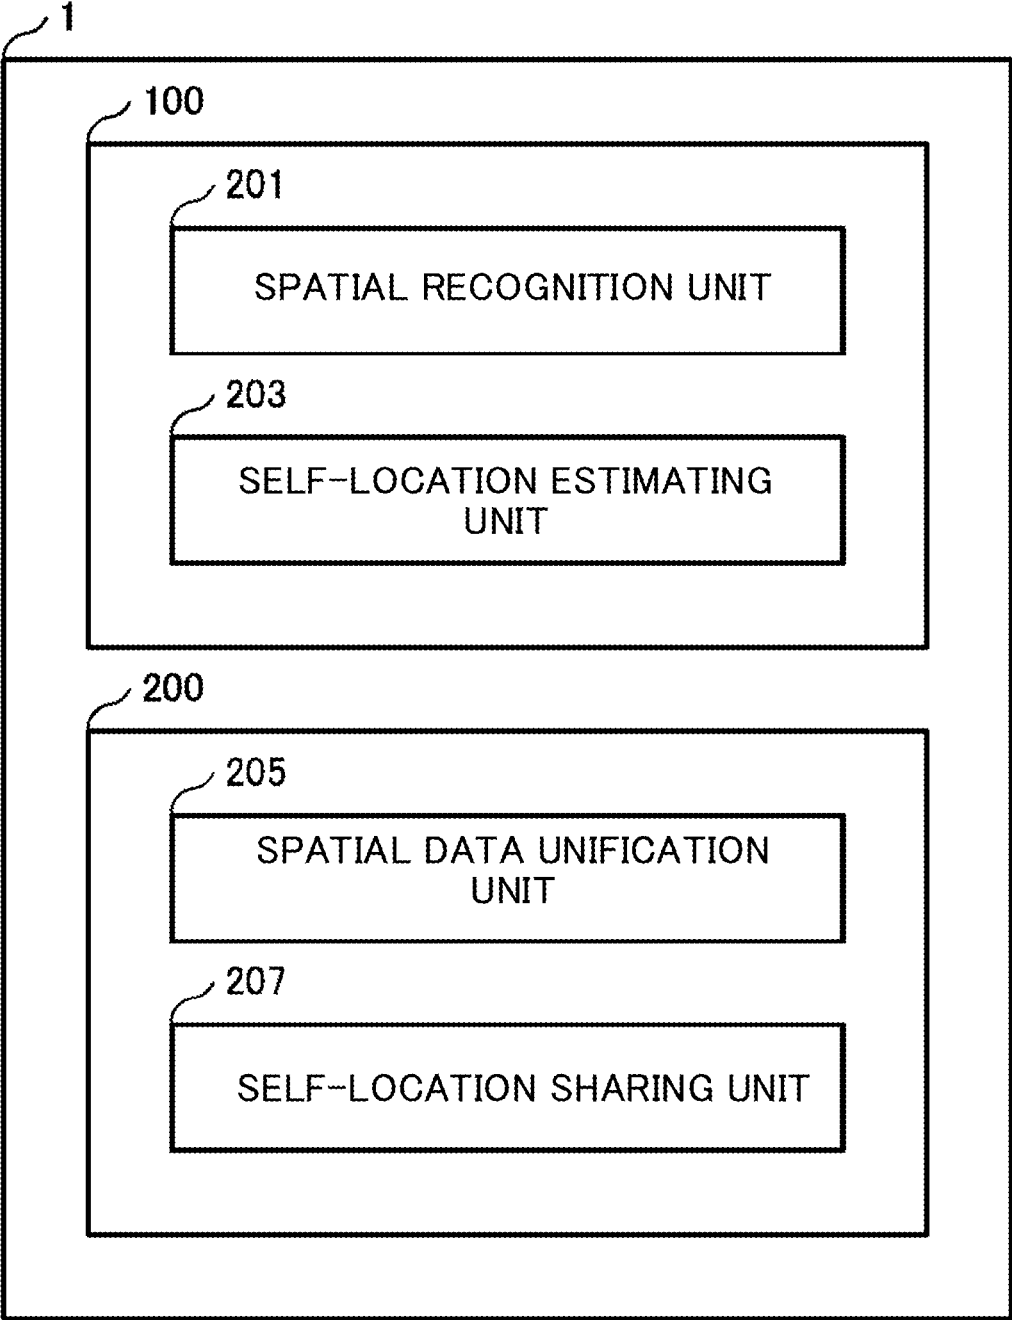 1
100
201
SPATIAL RECOGNITION UNIT
203
SELF-LOCATION ESTIMATING
UNIT
200
205
SPATIAL DATA UNIFICATION
UNIT
207
SELF-LOCATION SHARING UNIT